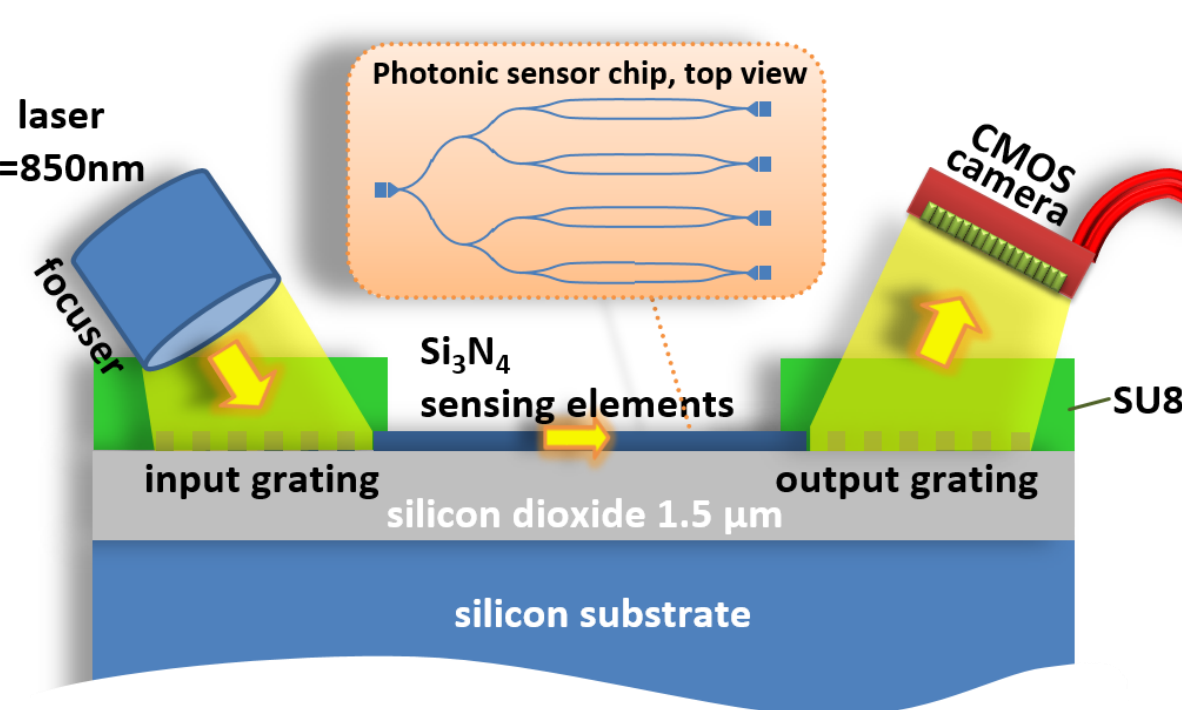 Photonic sensor chip, top view
laser
=850nm
focuser
CMOS
camera
Si₃N₄
sensing elements
SU8
input grating
output grating
silicon dioxide 1.5 µm
silicon substrate